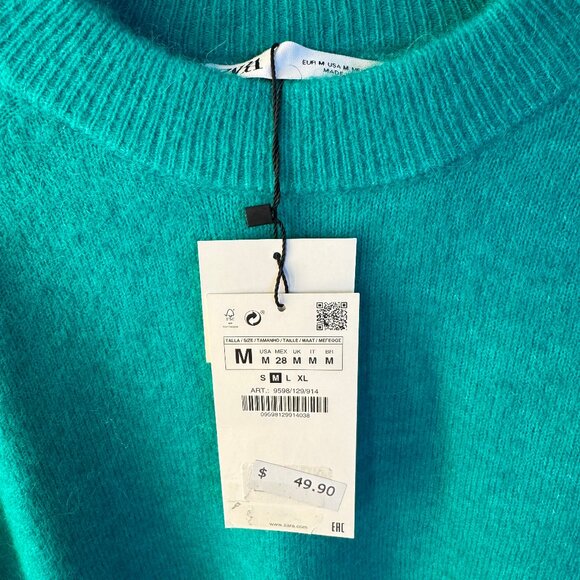 EUR M USA M
MADE
FSC
TALLA / SIZE / TAMANHO / TAILLE / MAAT / ΜΕΓΕΘΟΣ
USA MEX UK IT BR
M M 28 M M M
S M L XL
ART.: 9598/129/914
09598129914038
$ 49.90
www.zara.com
EAC